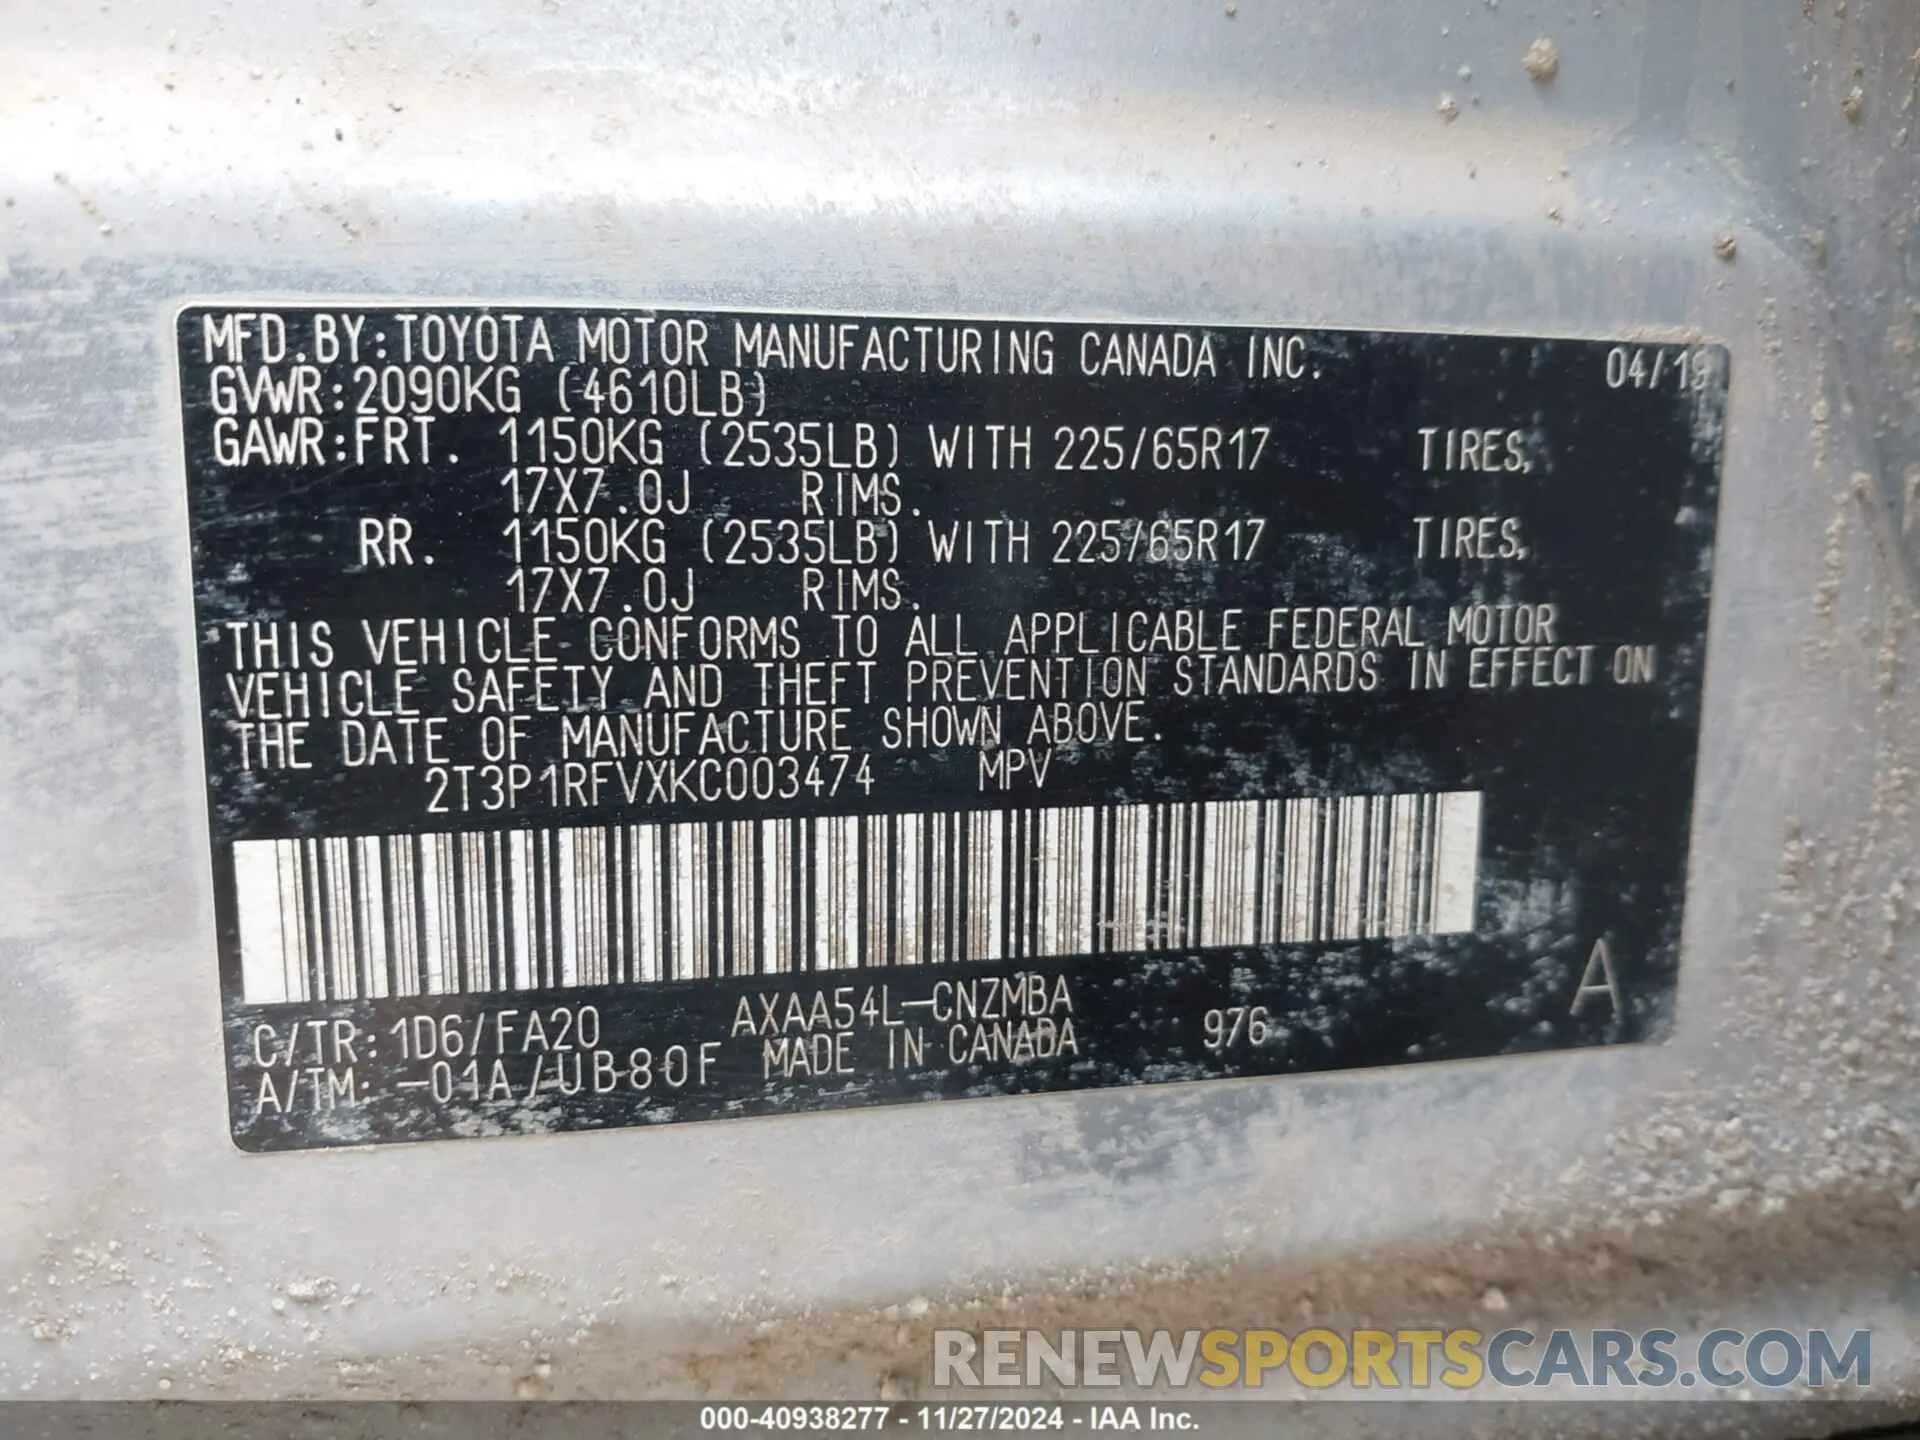 MFD.BY:TOYOTA MOTOR MANUFACTURING CANADA INC. 04/19
GVWR:2090KG (4610LB)
GAWR:FRT. 1150KG (2535LB) WITH 225/65R17 TIRES,
17X7.0J RIMS.
RR. 1150KG (2535LB) WITH 225/65R17 TIRES,
17X7.0J RIMS.
THIS VEHICLE CONFORMS TO ALL APPLICABLE FEDERAL MOTOR
VEHICLE SAFETY AND THEFT PREVENTION STANDARDS IN EFFECT ON
THE DATE OF MANUFACTURE SHOWN ABOVE.
2T3P1RFVXKC003474 MPV
C/TR:1D6/FA20 AXAA54L-CNZMBA 976 A
A/TM:-01A/UB80F MADE IN CANADA
RENEWSPORTSCARS.COM
000-40938277 - 11/27/2024 - IAA Inc.